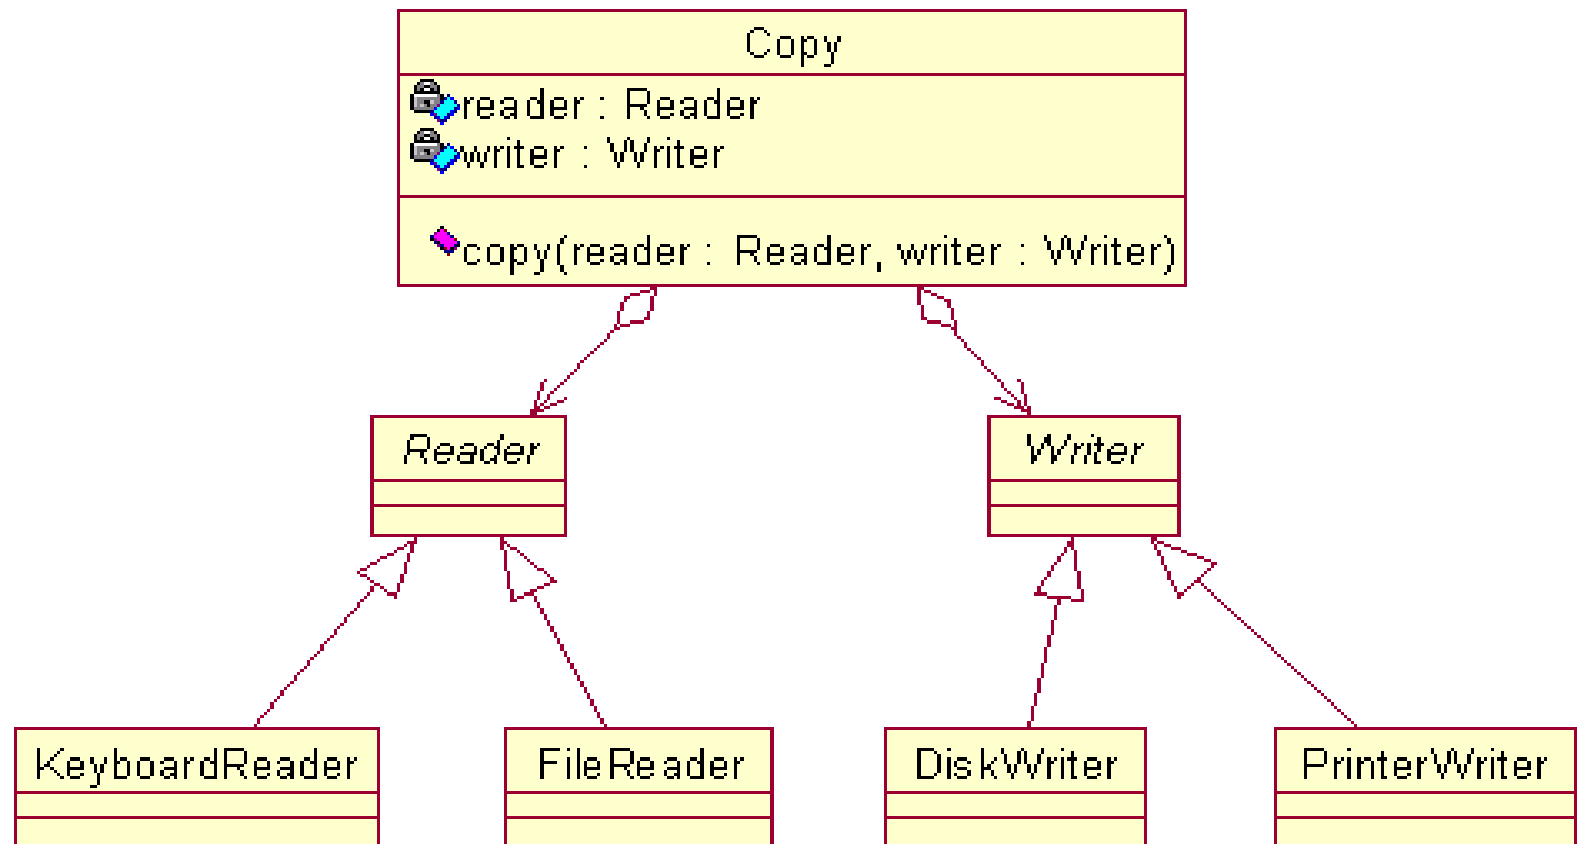 Copy
reader : Reader
writer : Writer
copy(reader : Reader, writer : Writer)
Reader
Writer
KeyboardReader
FileReader
DiskWriter
PrinterWriter